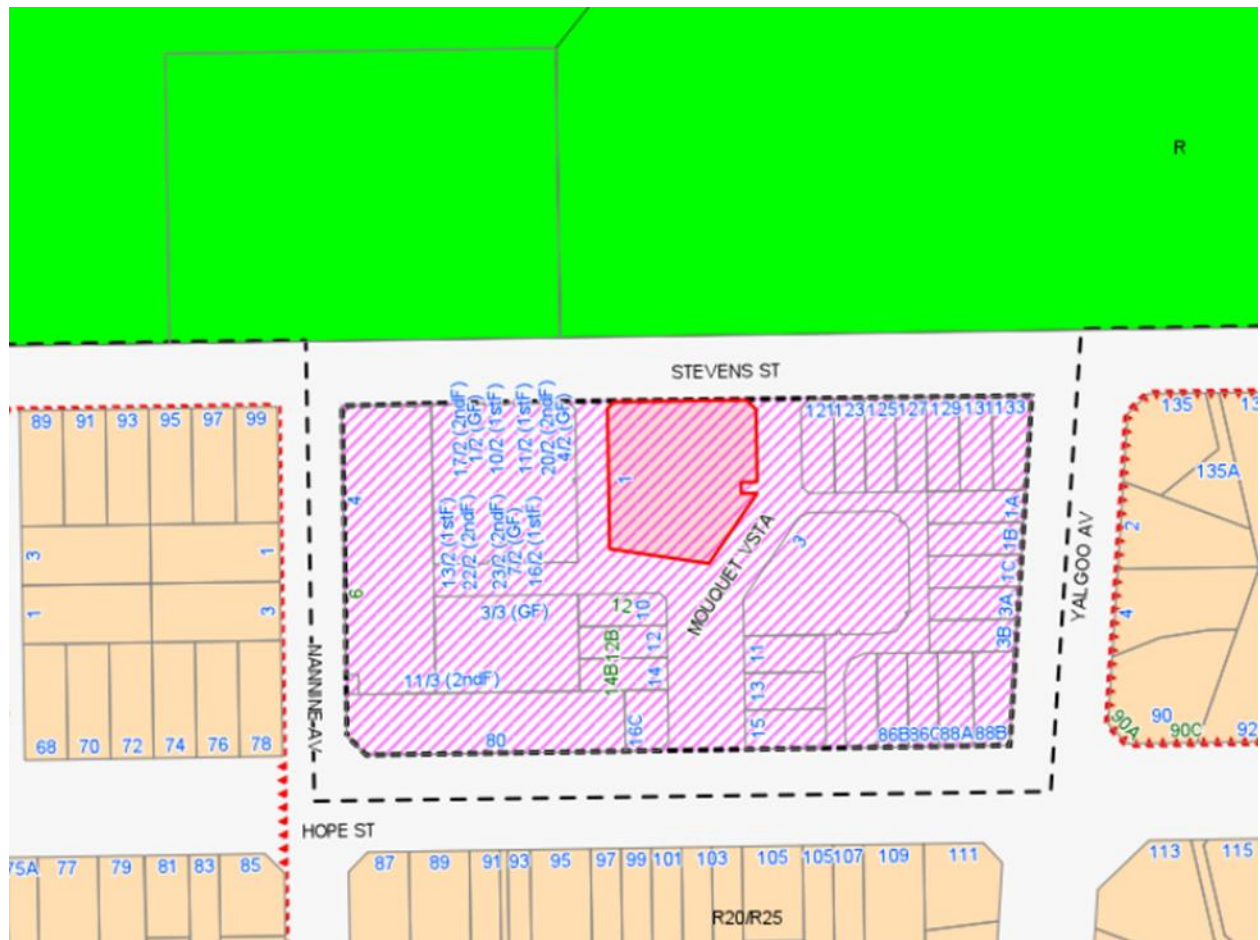 R
STEVENS ST
89
91
93
95
97
99
17/2 (2ndF)
1/2 (GF)
10/2 (1stF)
11/2 (1stF)
20/2 (2ndF)
4/2 (GF)
121
123
125
127
129
131
133
135
135A
4
1
13/2 (1stF)
22/2 (2ndF)
23/2 (2ndF)
7/2 (GF)
16/2 (1stF)
MOUQUET VSTA
3
1A
1B
1C
3A
3B
YALGOO AV
2
4
3
1
1
3
6
3/3 (GF)
12
10
12B
12
14B
14
11
13
15
NANNINE AV
11/3 (2ndF)
80
16C
86B
86C
88A
88B
90A
90
90C
92
68
70
72
74
76
78
HOPE ST
75A
77
79
81
83
85
87
89
91
93
95
97
99
101
103
105
105
107
109
111
113
115
R20/R25